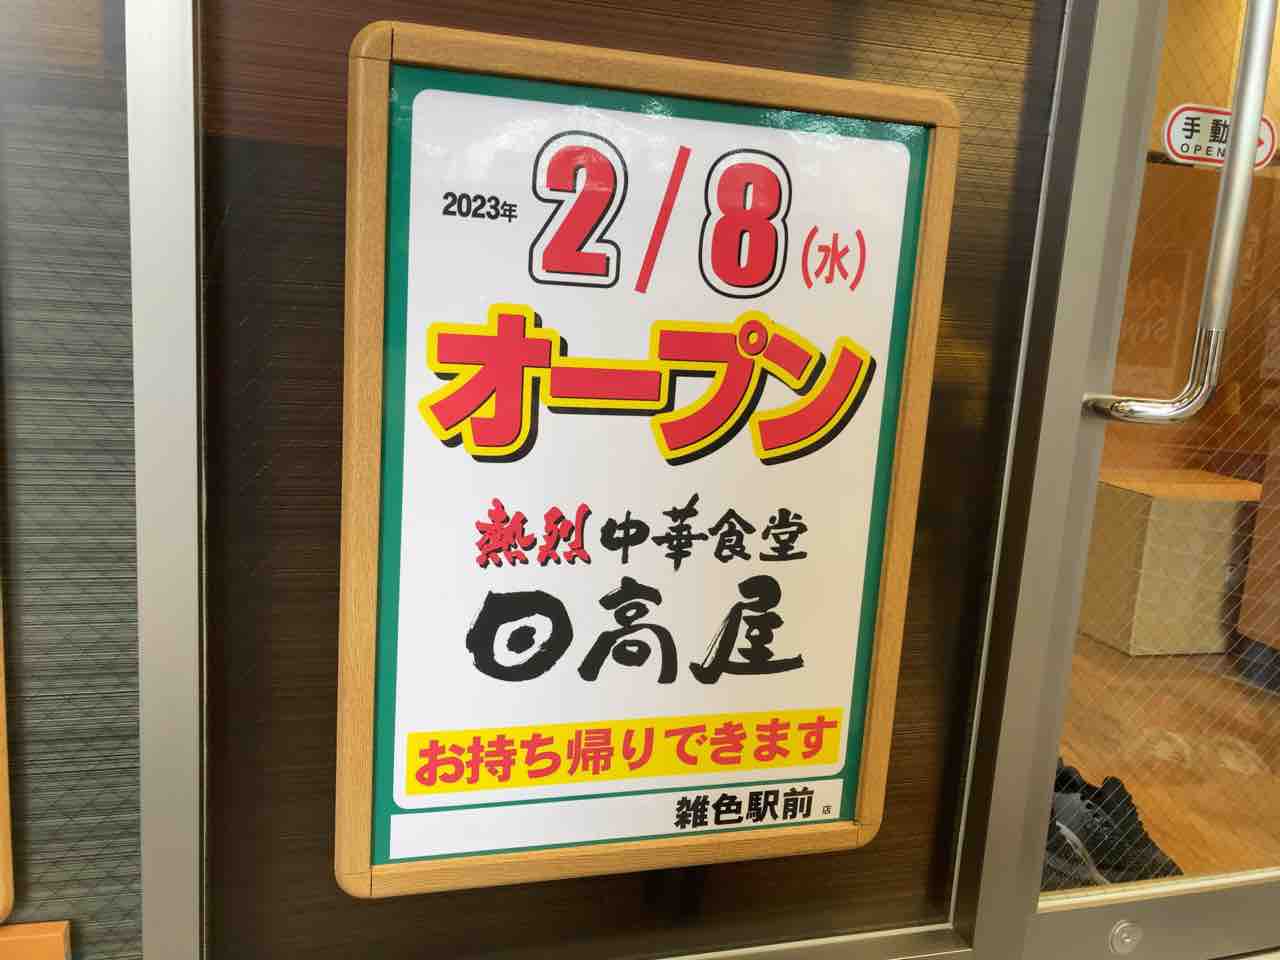 2023年 2/8 (水)
オープン
熱烈中華食堂
日高屋
お持ち帰りできます
雑色駅前店
手動
OPEN